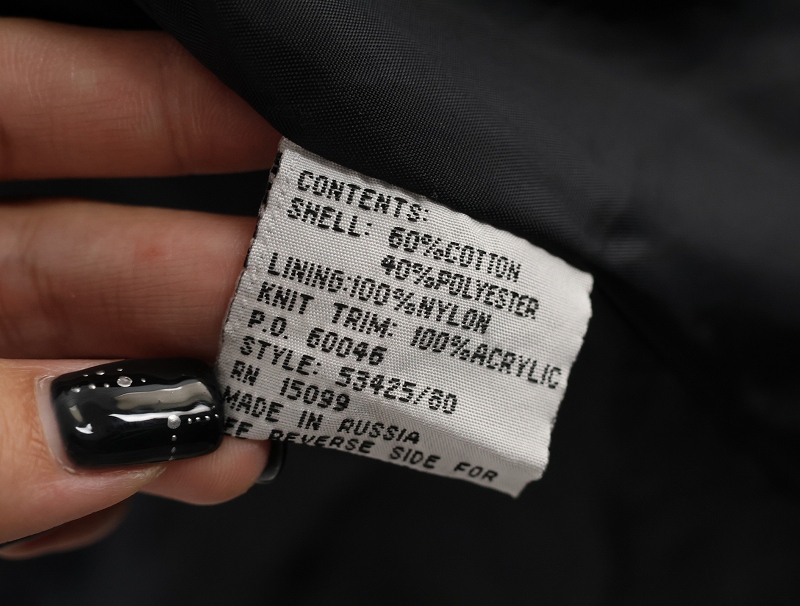 CONTENTS:
SHELL: 60%COTTON
40%POLYESTER
LINING:100%NYLON
KNIT TRIM: 100%ACRYLIC
P.O. 60046
STYLE: 53425/80
RN 15099
MADE IN RUSSIA
REVERSE SIDE FOR